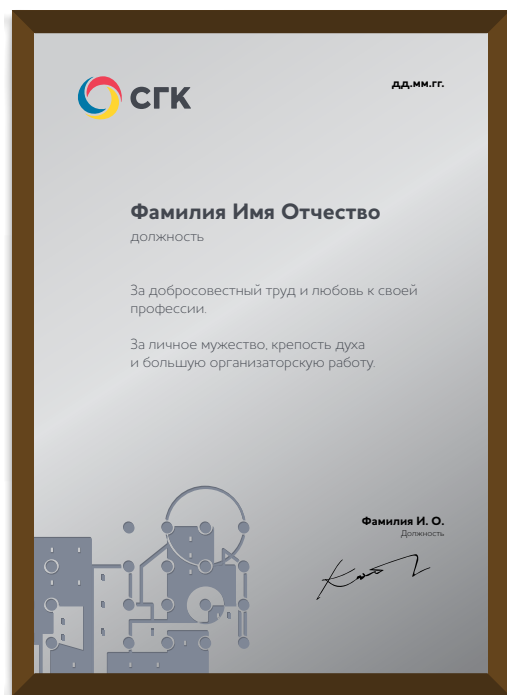 СГК
дд.мм.гг.
Фамилия Имя Отчество
должность
За добросовестный труд и любовь к своей
профессии.
За личное мужество, крепость духа
и большую организаторскую работу.
Фамилия И. О.
Должность